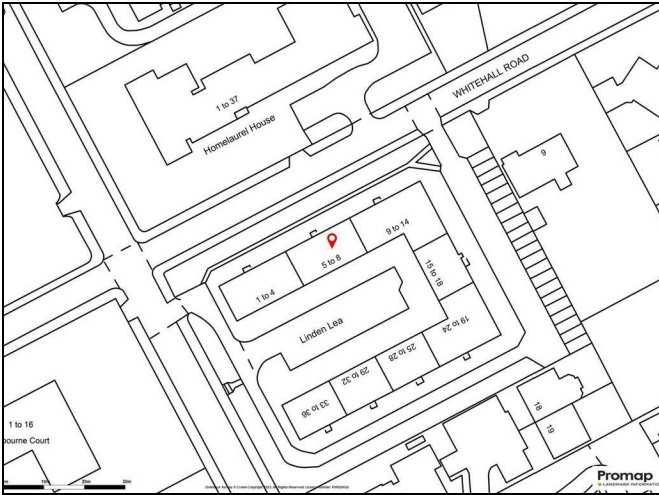 WHITEHALL ROAD
1 to 37
Homelaurel House
9
9 to 14
5 to 8
15 to 18
1 to 4
Linden Lea
19 to 24
25 to 28
29 to 32
33 to 36
18
19
1 to 16
bourne Court
10m
20m
30m
Promap
LANDMARK INFORMATION